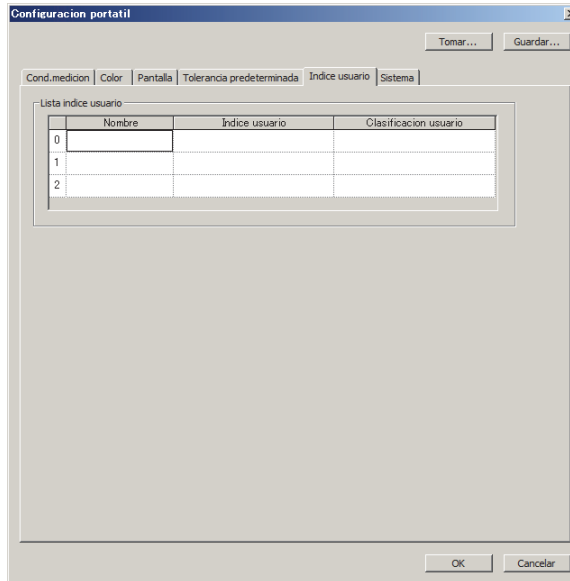 Configuracion portatil
Tomar... Guardar...
Cond.medicion Color Pantalla Tolerancia predeterminada Indice usuario Sistema
Lista indice usuario
Nombre Indice usuario Clasificacion usuario
0
1
2
OK Cancelar